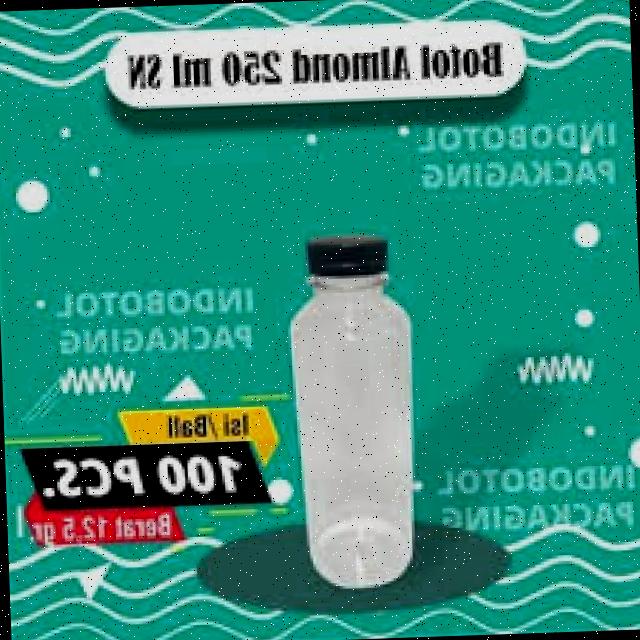 Botol Almond 250 ml SN
INDOBOTOL
PACKAGING
INDOBOTOL
PACKAGING
Isi / Ball
100 PCS.
Berat 12.5 gr
INDOBOTOL
PACKAGING